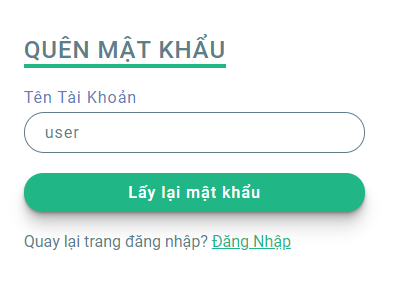 QUÊN MẬT KHẨU
Tên Tài Khoản
user
Lấy lại mật khẩu
Quay lại trang đăng nhập? Đăng Nhập